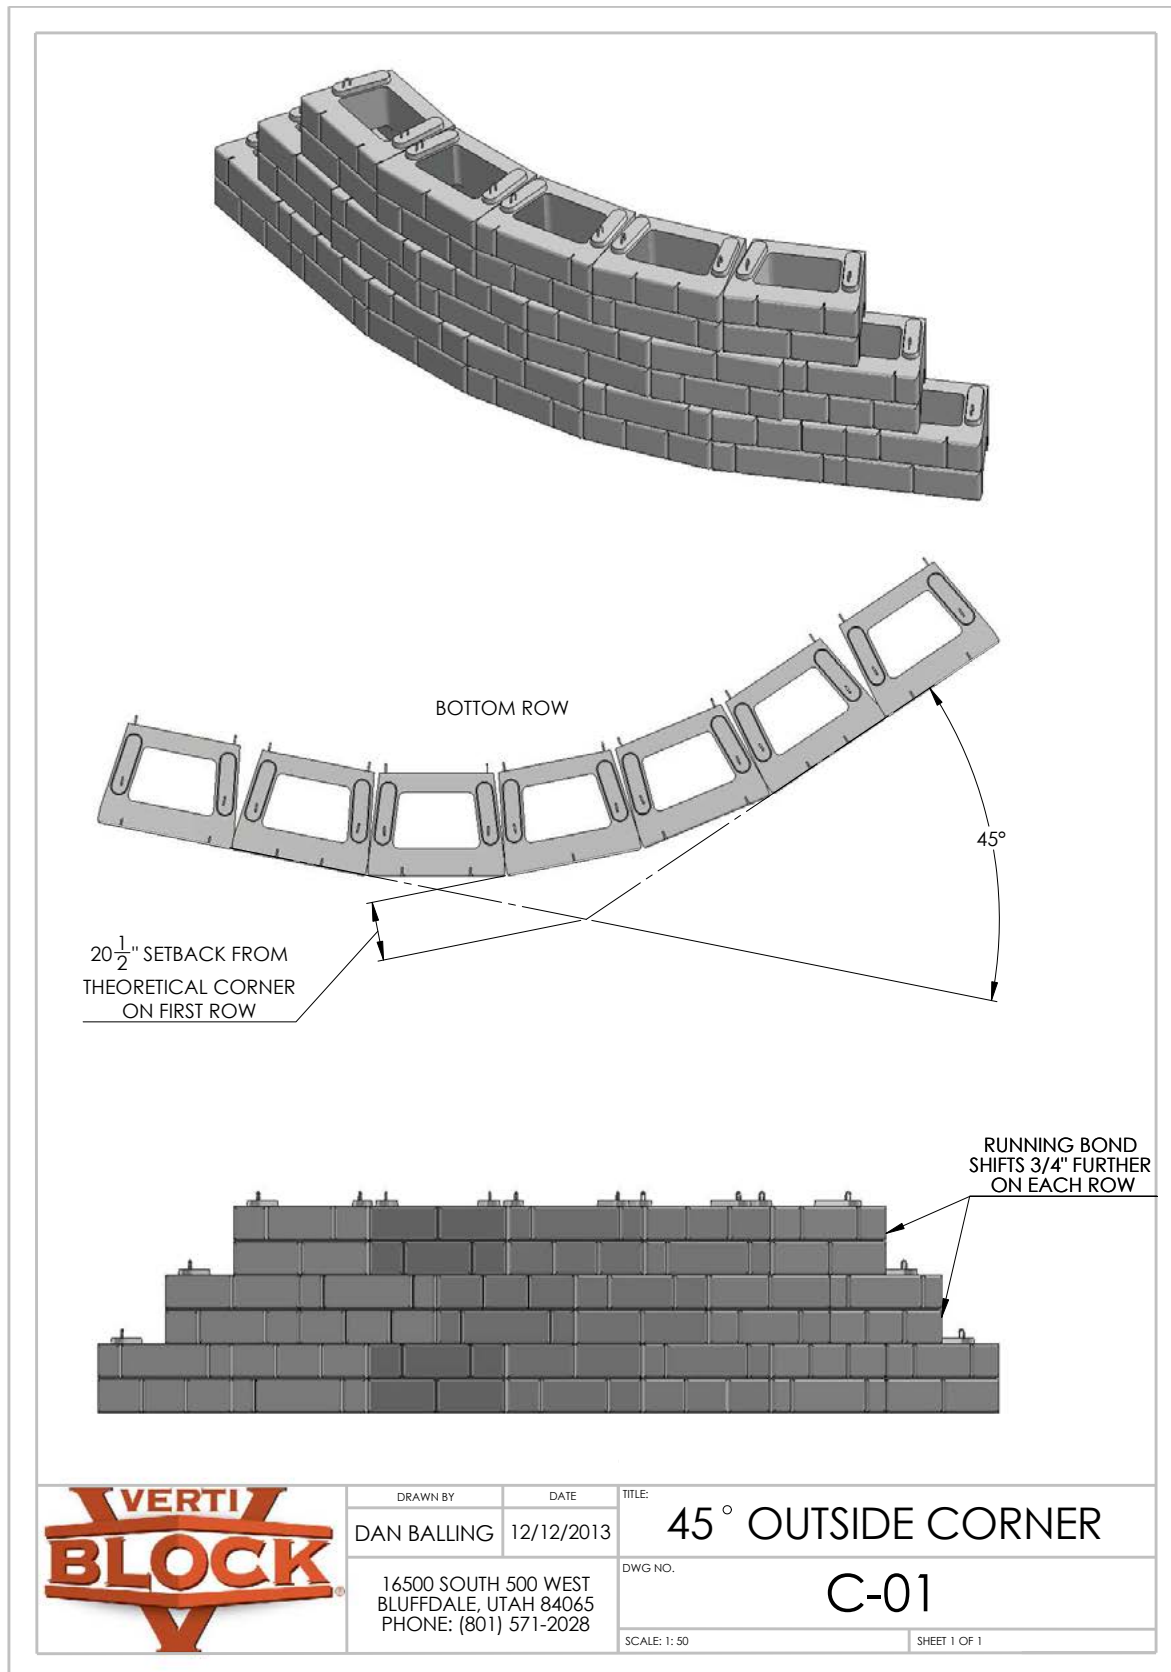 BOTTOM ROW
45°
20 1/2" SETBACK FROM
THEORETICAL CORNER
ON FIRST ROW
RUNNING BOND
SHIFTS 3/4" FURTHER
ON EACH ROW
VERTI
BLOCK®
V
DRAWN BY
DATE
DAN BALLING
12/12/2013
16500 SOUTH 500 WEST
BLUFFDALE, UTAH 84065
PHONE: (801) 571-2028
TITLE:
45° OUTSIDE CORNER
DWG NO.
C-01
SCALE: 1: 50
SHEET 1 OF 1